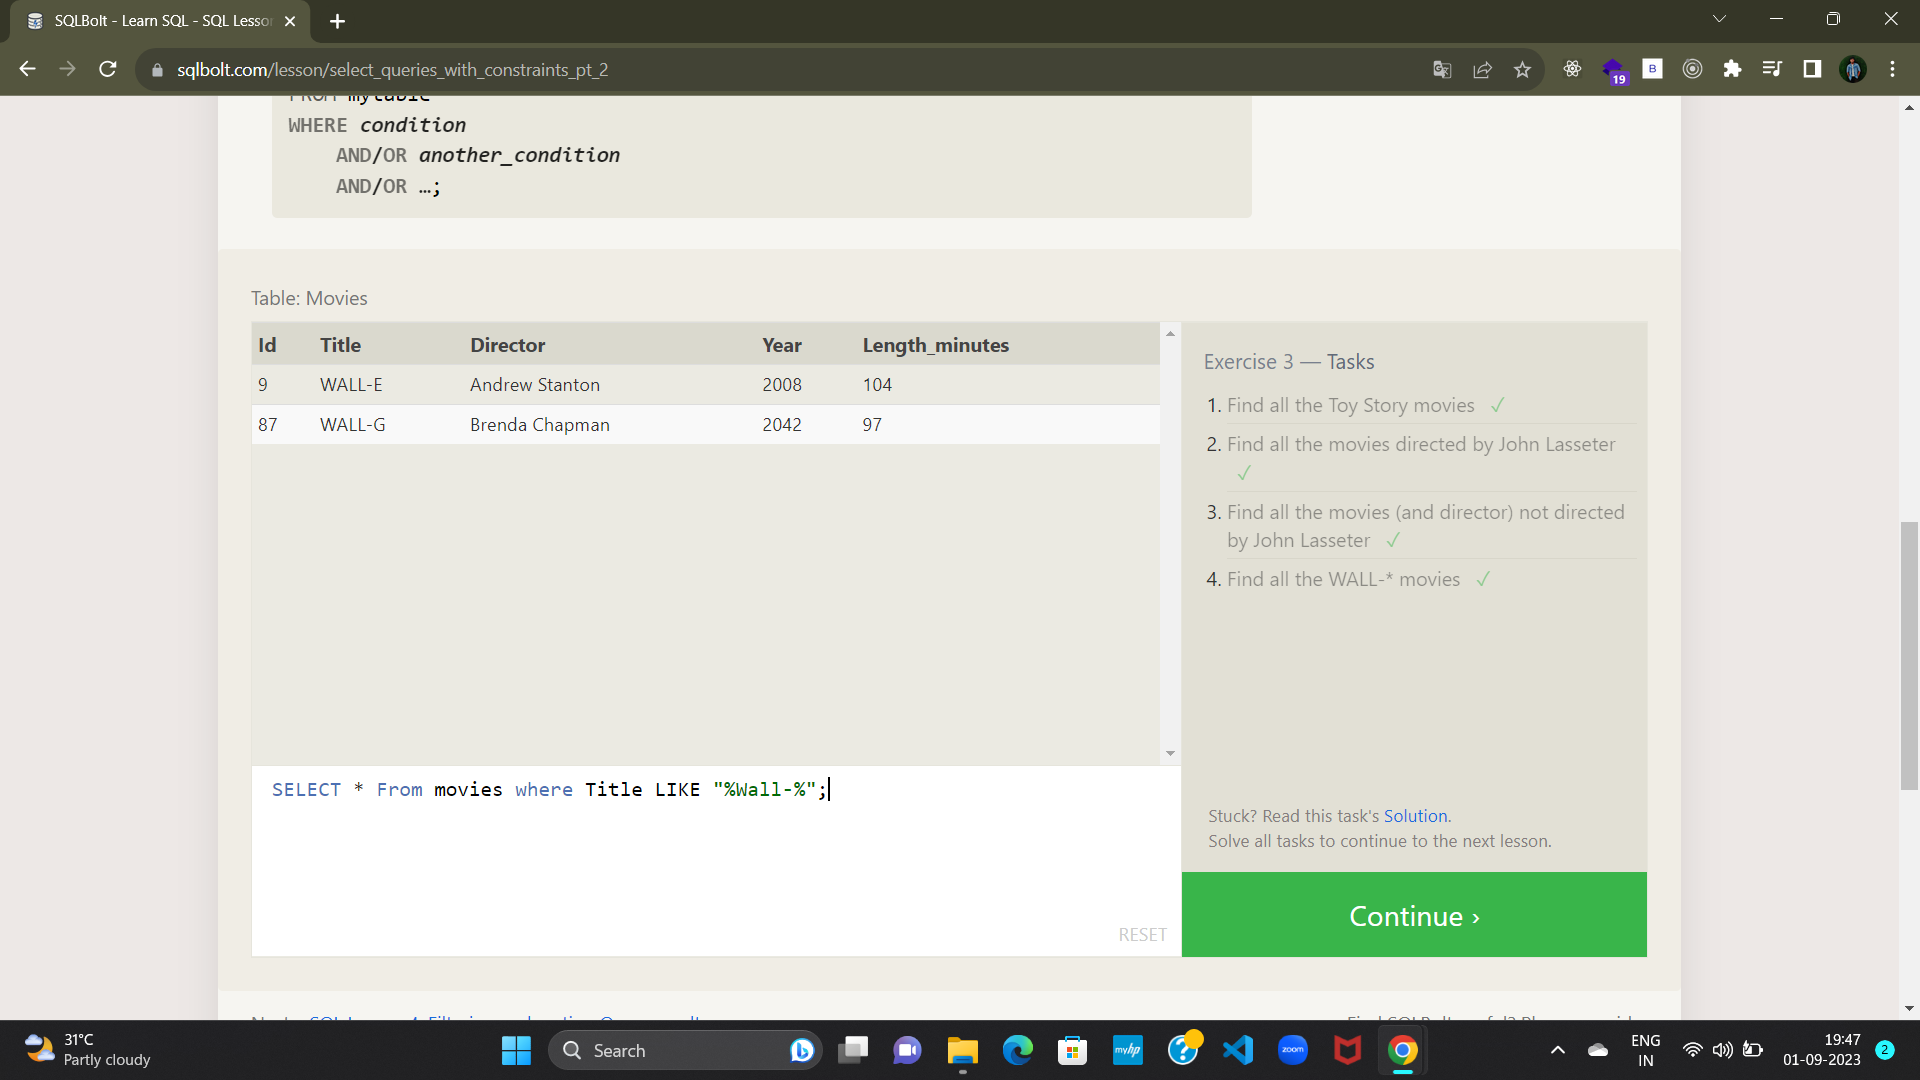 SQLBolt - Learn SQL - SQL Lesson
sqlbolt.com/lesson/select_queries_with_constraints_pt_2
B
19
FROM mytable
WHERE condition
AND/OR another_condition
AND/OR …;
Table: Movies
Id Title Director Year Length_minutes
9 WALL-E Andrew Stanton 2008 104
87 WALL-G Brenda Chapman 2042 97
Exercise 3 — Tasks
1. Find all the Toy Story movies ✓
2. Find all the movies directed by John Lasseter
✓
3. Find all the movies (and director) not directed
by John Lasseter ✓
4. Find all the WALL-* movies ✓
SELECT * From movies where Title LIKE "%Wall-%";
RESET
Stuck? Read this task's Solution.
Solve all tasks to continue to the next lesson.
Continue ›
31°C
Partly cloudy
Search
myhp
zoom
ENG
IN
19:47
01-09-2023
2